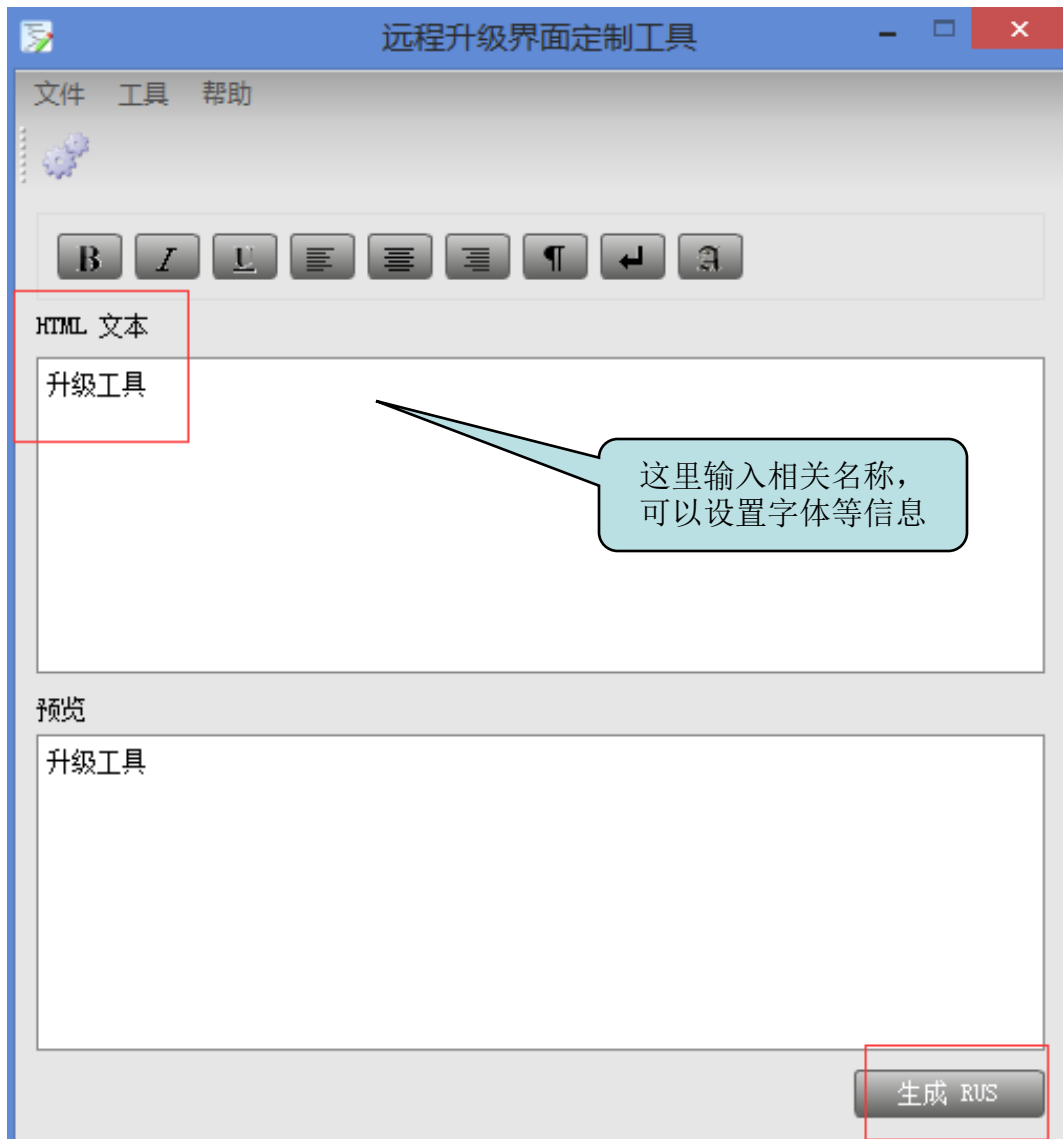 远程升级界面定制工具
文件 工具 帮助
B I U ¶ A
HTML 文本
升级工具
这里输入相关名称，
可以设置字体等信息
预览
升级工具
生成 RUS